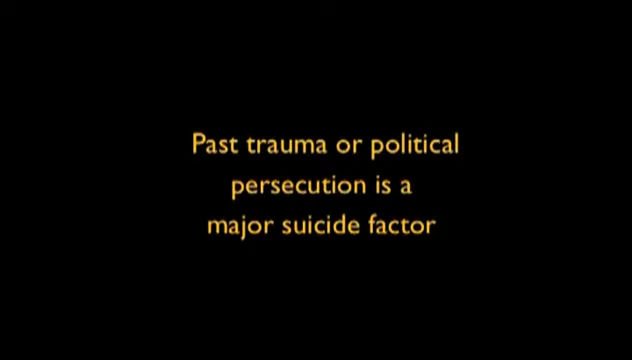 Past trauma or political
persecution is a
major suicide factor